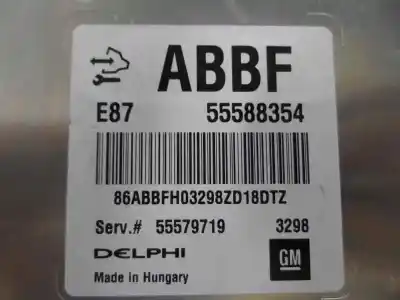 ABBF
E87 55588354
86ABBFH03298ZD18DTZ
Serv.# 55579719 3298
DELPHI GM
Made in Hungary